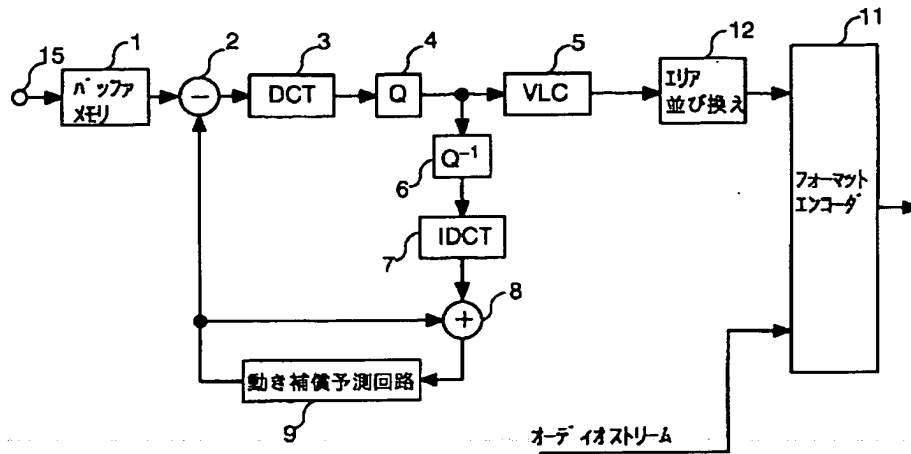 15
1
バッファ
メモリ
2
−
3
DCT
4
Q
5
VLC
12
エリア
並び換え
11
フォーマット
エンコーダ
6
Q⁻¹
7
IDCT
8
+
動き補償予測回路
9
オーディオストリーム